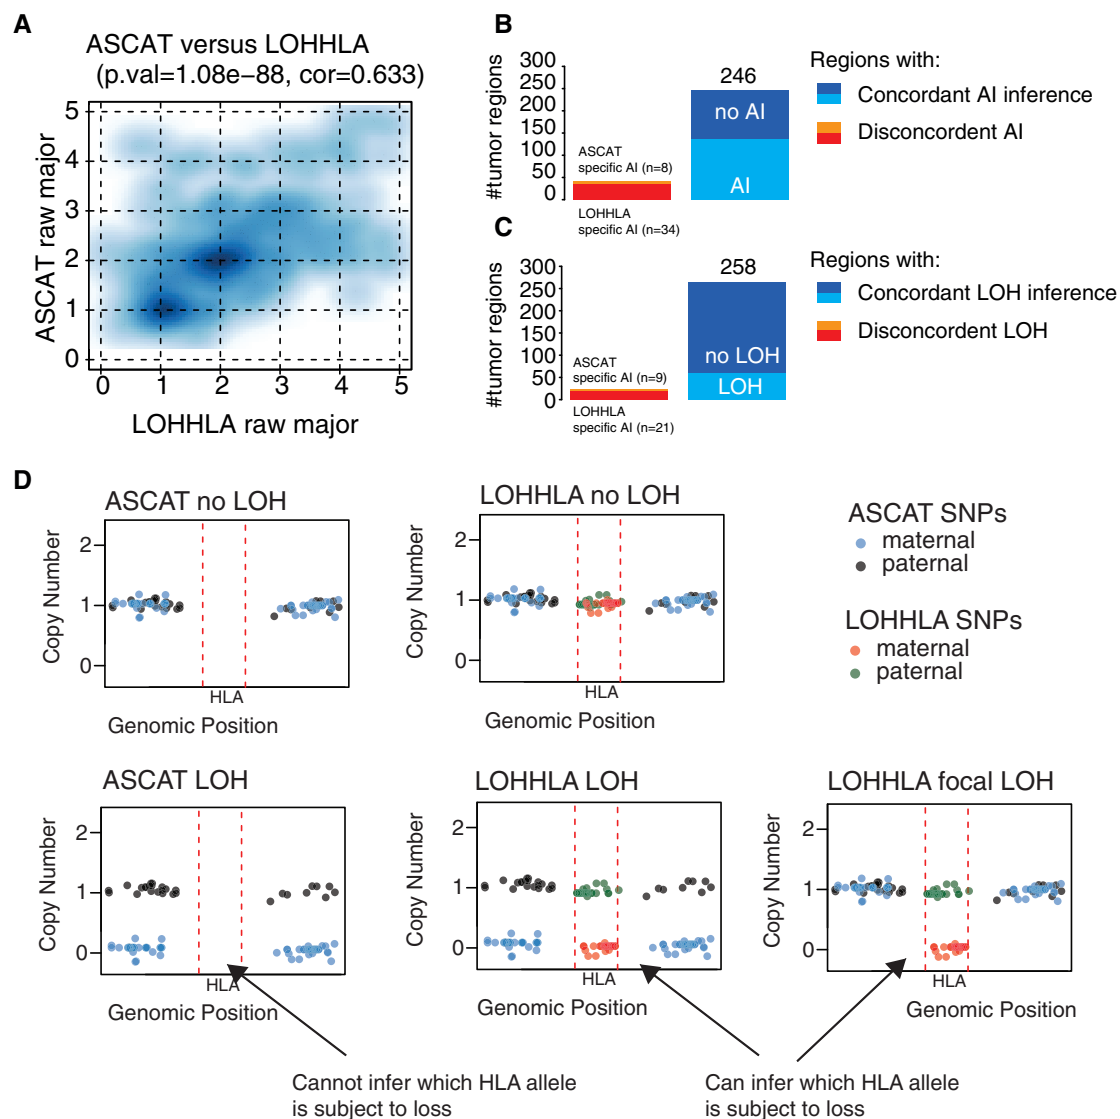 A
ASCAT versus LOHHLA
(p.val=1.08e−88, cor=0.633)
ASCAT raw major
5
4
3
2
1
0
0 1 2 3 4 5
LOHHLA raw major
B
#tumor regions
300
250
200
150
100
50
0
ASCAT
specific AI (n=8)
LOHHLA
specific AI (n=34)
246
no AI
AI
Regions with:
Concordant AI inference
Disconcordent AI
C
#tumor regions
300
250
200
150
100
50
0
ASCAT
specific AI (n=9)
LOHHLA
specific AI (n=21)
258
no LOH
LOH
Regions with:
Concordant LOH inference
Disconcordent LOH
D
ASCAT no LOH
Copy Number
2
1
0
HLA
Genomic Position
LOHHLA no LOH
Copy Number
2
1
0
HLA
Genomic Position
ASCAT SNPs
maternal
paternal
LOHHLA SNPs
maternal
paternal
ASCAT LOH
Copy Number
2
1
0
HLA
Genomic Position
LOHHLA LOH
Copy Number
2
1
0
HLA
Genomic Position
LOHHLA focal LOH
Copy Number
2
1
0
HLA
Genomic Position
Cannot infer which HLA allele
is subject to loss
Can infer which HLA allele
is subject to loss